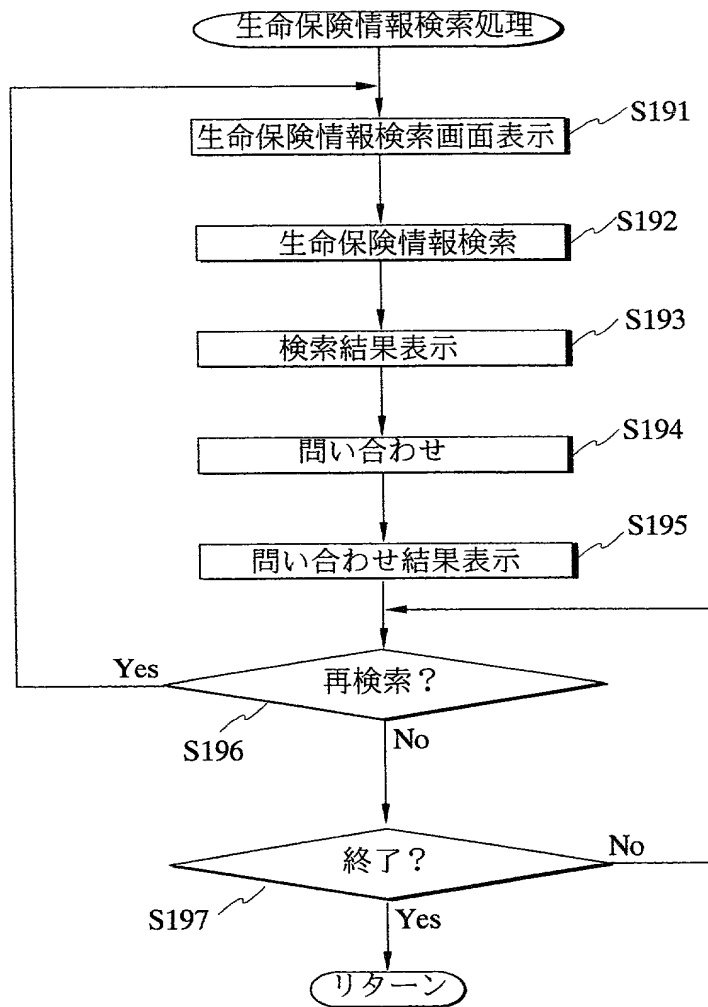 生命保険情報検索処理
S191
生命保険情報検索画面表示
S192
生命保険情報検索
S193
検索結果表示
S194
問い合わせ
S195
問い合わせ結果表示
Yes
再検索？
S196
No
終了？
No
S197
Yes
リターン